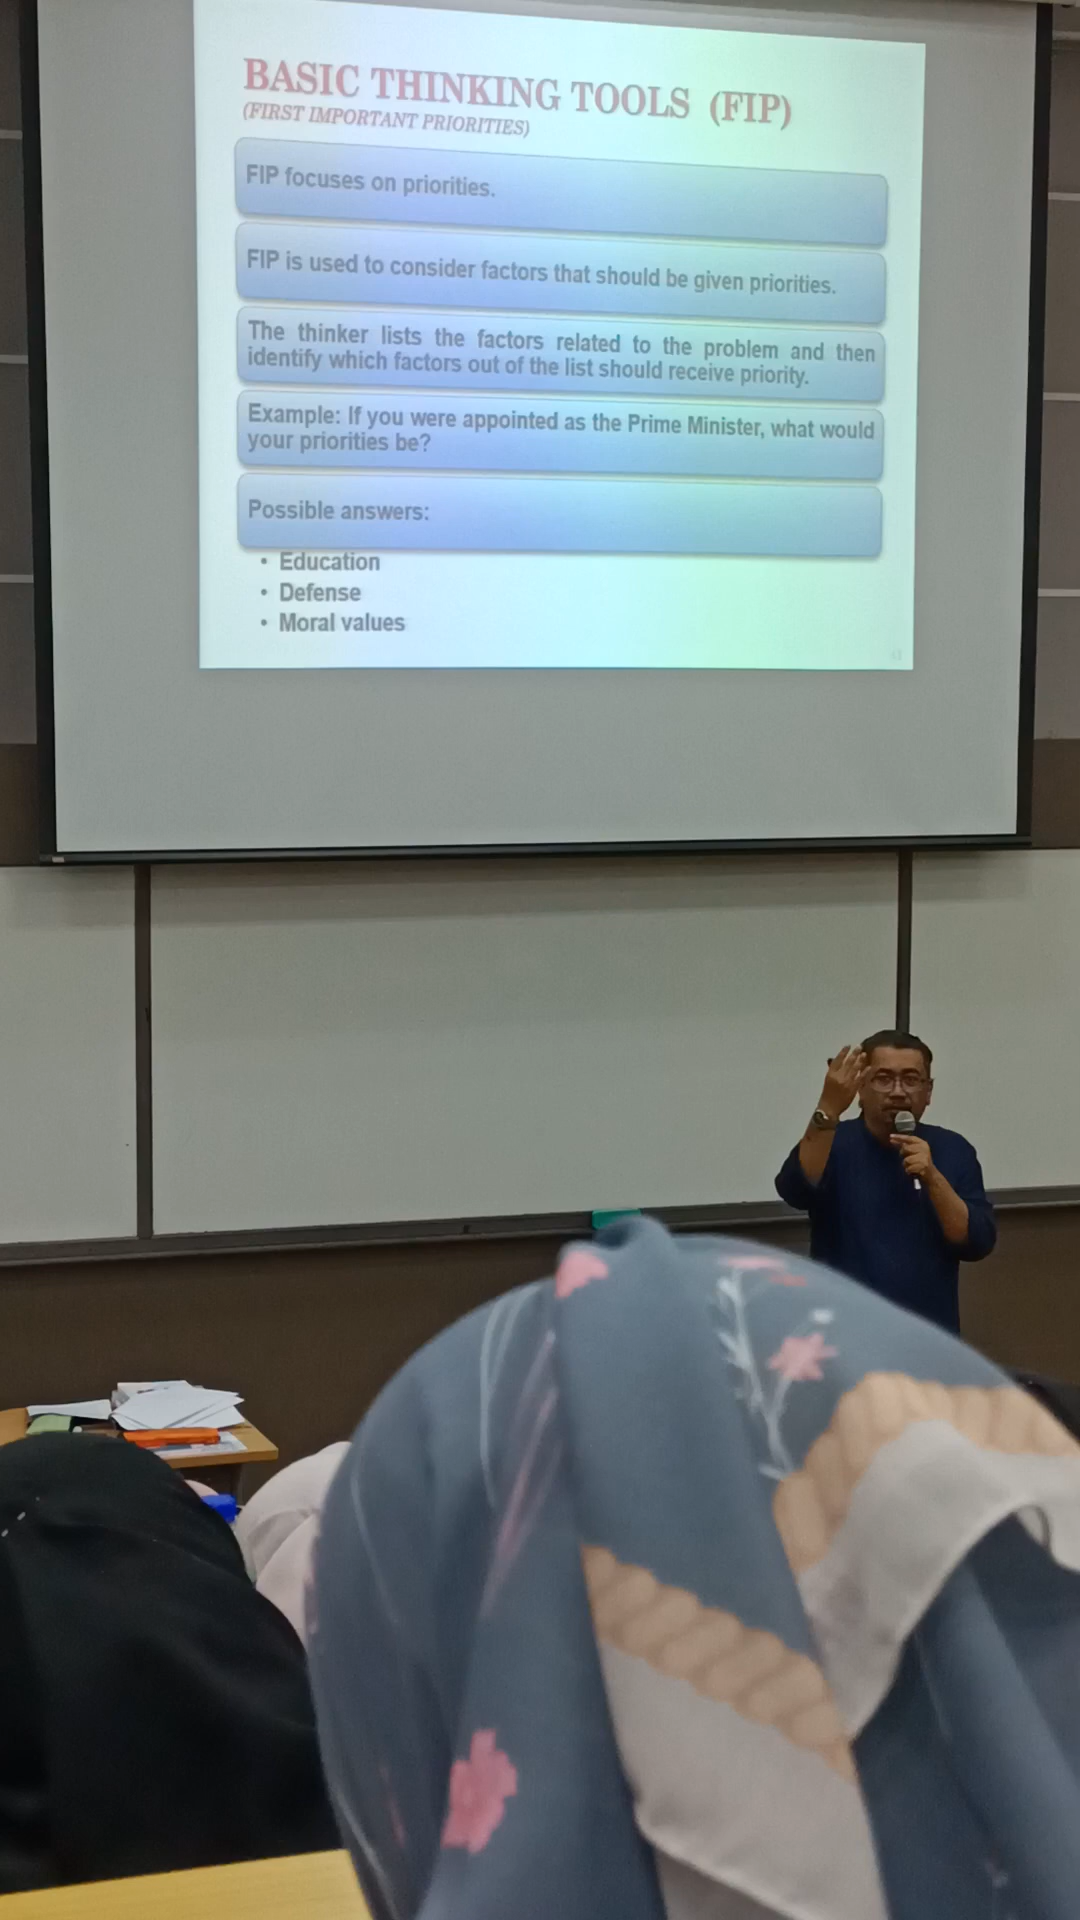 BASIC THINKING TOOLS (FIP)
(FIRST IMPORTANT PRIORITIES)
FIP focuses on priorities.
FIP is used to consider factors that should be given priorities.
The thinker lists the factors related to the problem and then
identify which factors out of the list should receive priority.
Example: If you were appointed as the Prime Minister, what would
your priorities be?
Possible answers:
• Education
• Defense
• Moral values